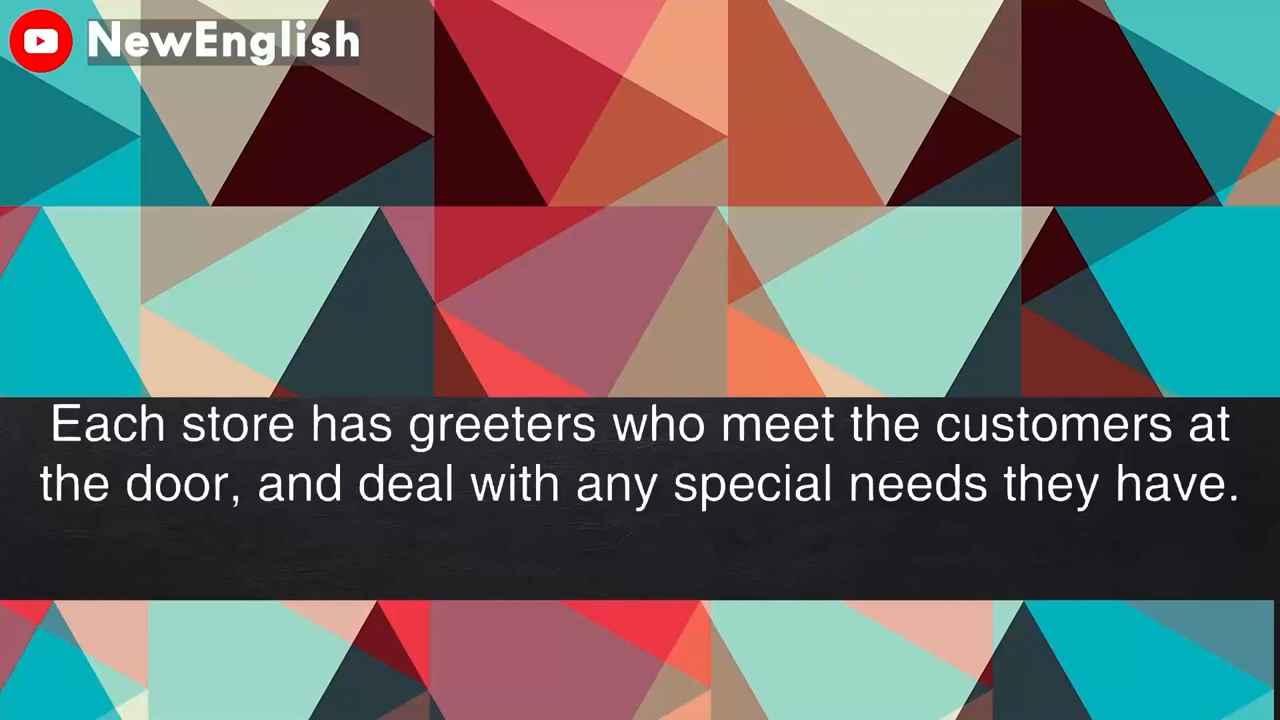 NewEnglish
Each store has greeters who meet the customers at
the door, and deal with any special needs they have.